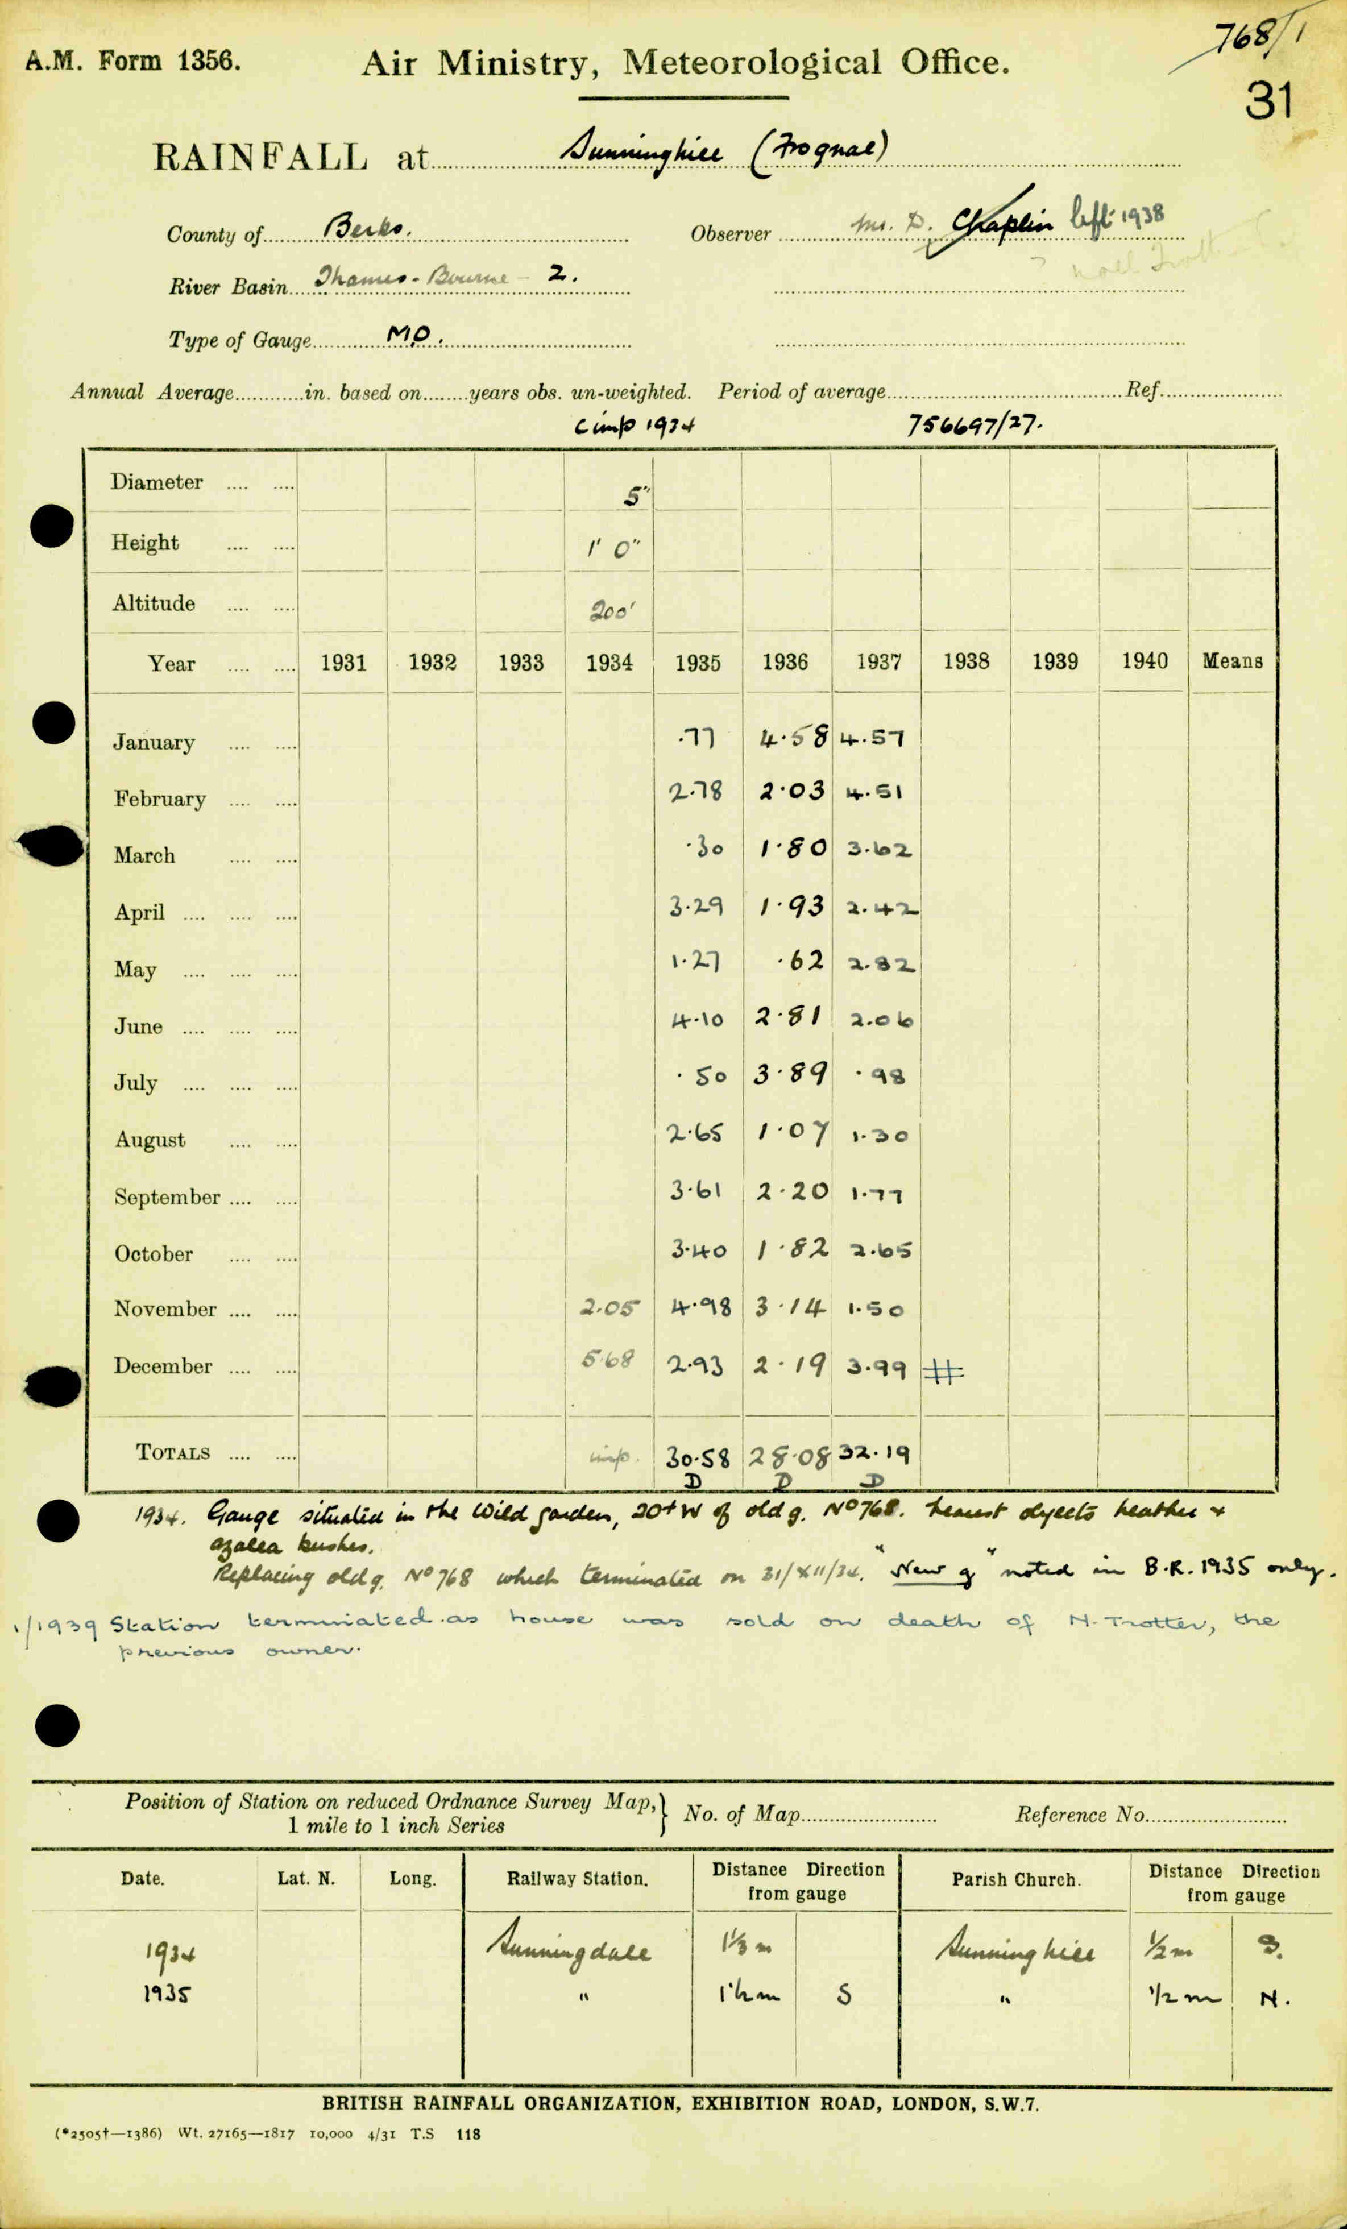 768/1
A.M. Form 1356. Air Ministry, Meteorological Office.
31
RAINFALL at Sunninghill (Frognal)
County of Berks. Observer Mr. D. Chaplin left 1938
River Basin Thames - Bourne - 2.
Type of Gauge M.O.
Annual Average in. based on years obs. un-weighted. Period of average Ref.
C imp 1934 756697/27.
Diameter 5"
Height 1' 0"
Altitude 200'
Year 1931 1932 1933 1934 1935 1936 1937 1938 1939 1940 Means
January .77 4.58 4.57
February 2.78 2.03 4.51
March .30 1.80 3.62
April 3.29 1.93 2.42
May 1.27 .62 2.82
June 4.10 2.81 2.06
July .50 3.89 .98
August 2.65 1.07 1.30
September 3.61 2.20 1.77
October 3.40 1.82 2.65
November 2.05 4.98 3.14 1.50
December 5.68 2.93 2.19 3.99 #
TOTALS imp. 30.58 28.08 32.19
D D D
1934. Gauge situated in the Wild garden, 20+ W of old g. No 768. Nearest objects heather +
azalea bushes.
Replacing old g. No 768 which terminated on 31/XII/34. "New g" noted in B.R. 1935 only.
1/1939 Station terminated as house was sold on death of N. Trotter, the
previous owner.
Position of Station on reduced Ordnance Survey Map, } No. of Map Reference No.
1 mile to 1 inch Series
Date. Lat. N. Long. Railway Station. Distance Direction from gauge Parish Church. Distance Direction from gauge
1934 Sunningdale 1⅓ m Sunninghill ½ m S.
1935 " 1½ m S " ½ m N.
BRITISH RAINFALL ORGANIZATION, EXHIBITION ROAD, LONDON, S.W.7.
(*2505†—1386) Wt. 27165—1817 10,000 4/31 T.S 118